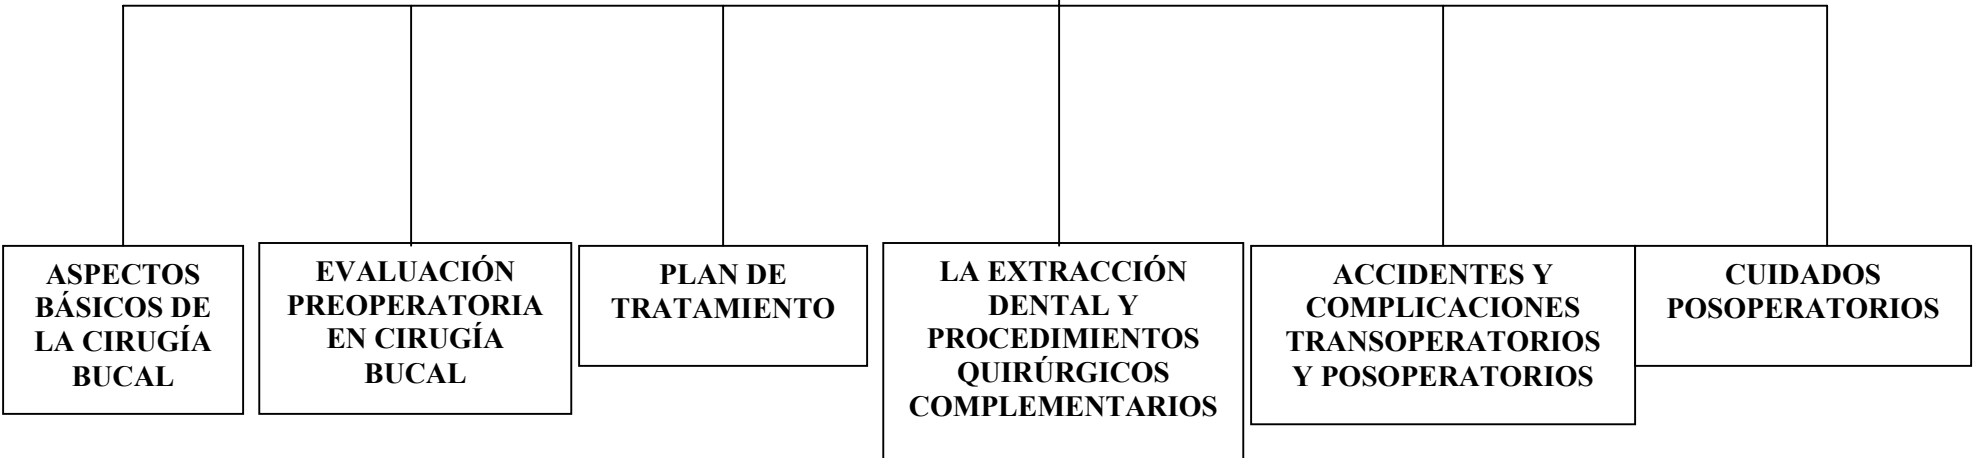 ASPECTOS
BÁSICOS DE
LA CIRUGÍA
BUCAL
EVALUACIÓN
PREOPERATORIA
EN CIRUGÍA
BUCAL
PLAN DE
TRATAMIENTO
LA EXTRACCIÓN
DENTAL Y
PROCEDIMIENTOS
QUIRÚRGICOS
COMPLEMENTARIOS
ACCIDENTES Y
COMPLICACIONES
TRANSOPERATORIOS
Y POSOPERATORIOS
CUIDADOS
POSOPERATORIOS